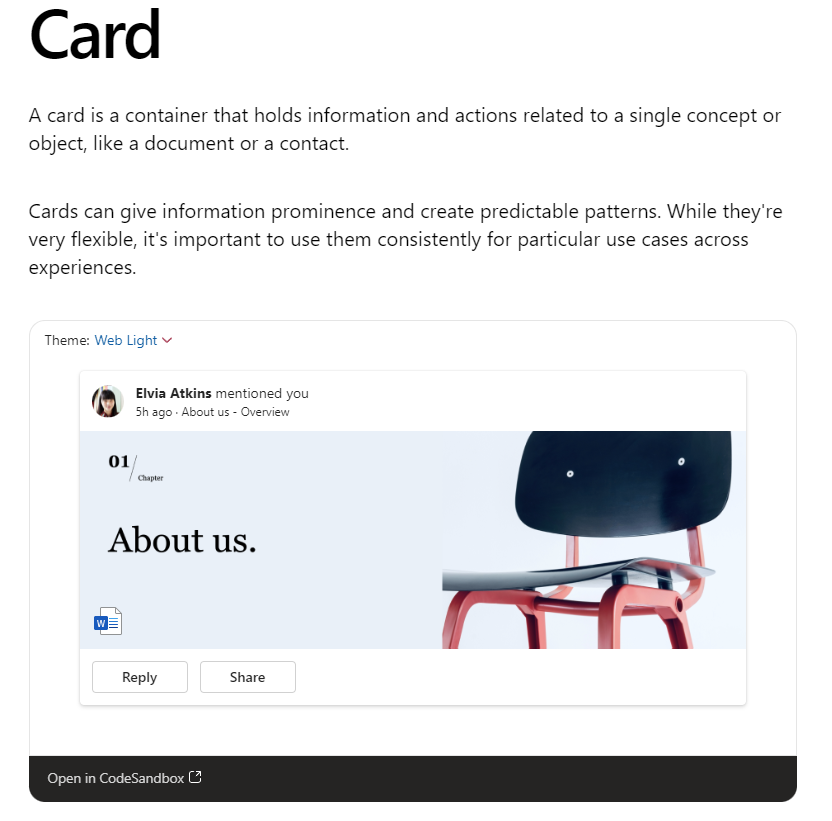 Card
A card is a container that holds information and actions related to a single concept or
object, like a document or a contact.
Cards can give information prominence and create predictable patterns. While they're
very flexible, it's important to use them consistently for particular use cases across
experiences.
Theme: Web Light
Elvia Atkins mentioned you
5h ago · About us - Overview
01/
Chapter
About us.
W
Reply Share
Open in CodeSandbox